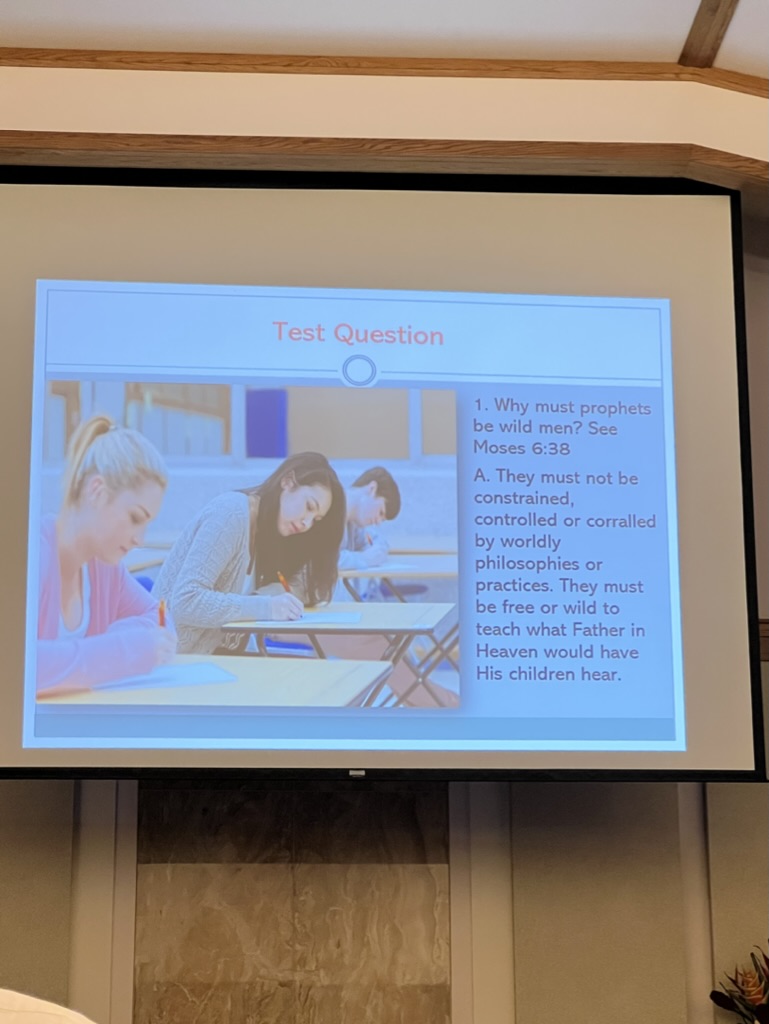 Test Question
1. Why must prophets
be wild men? See
Moses 6:38
A. They must not be
constrained,
controlled or corralled
by worldly
philosophies or
practices. They must
be free or wild to
teach what Father in
Heaven would have
His children hear.